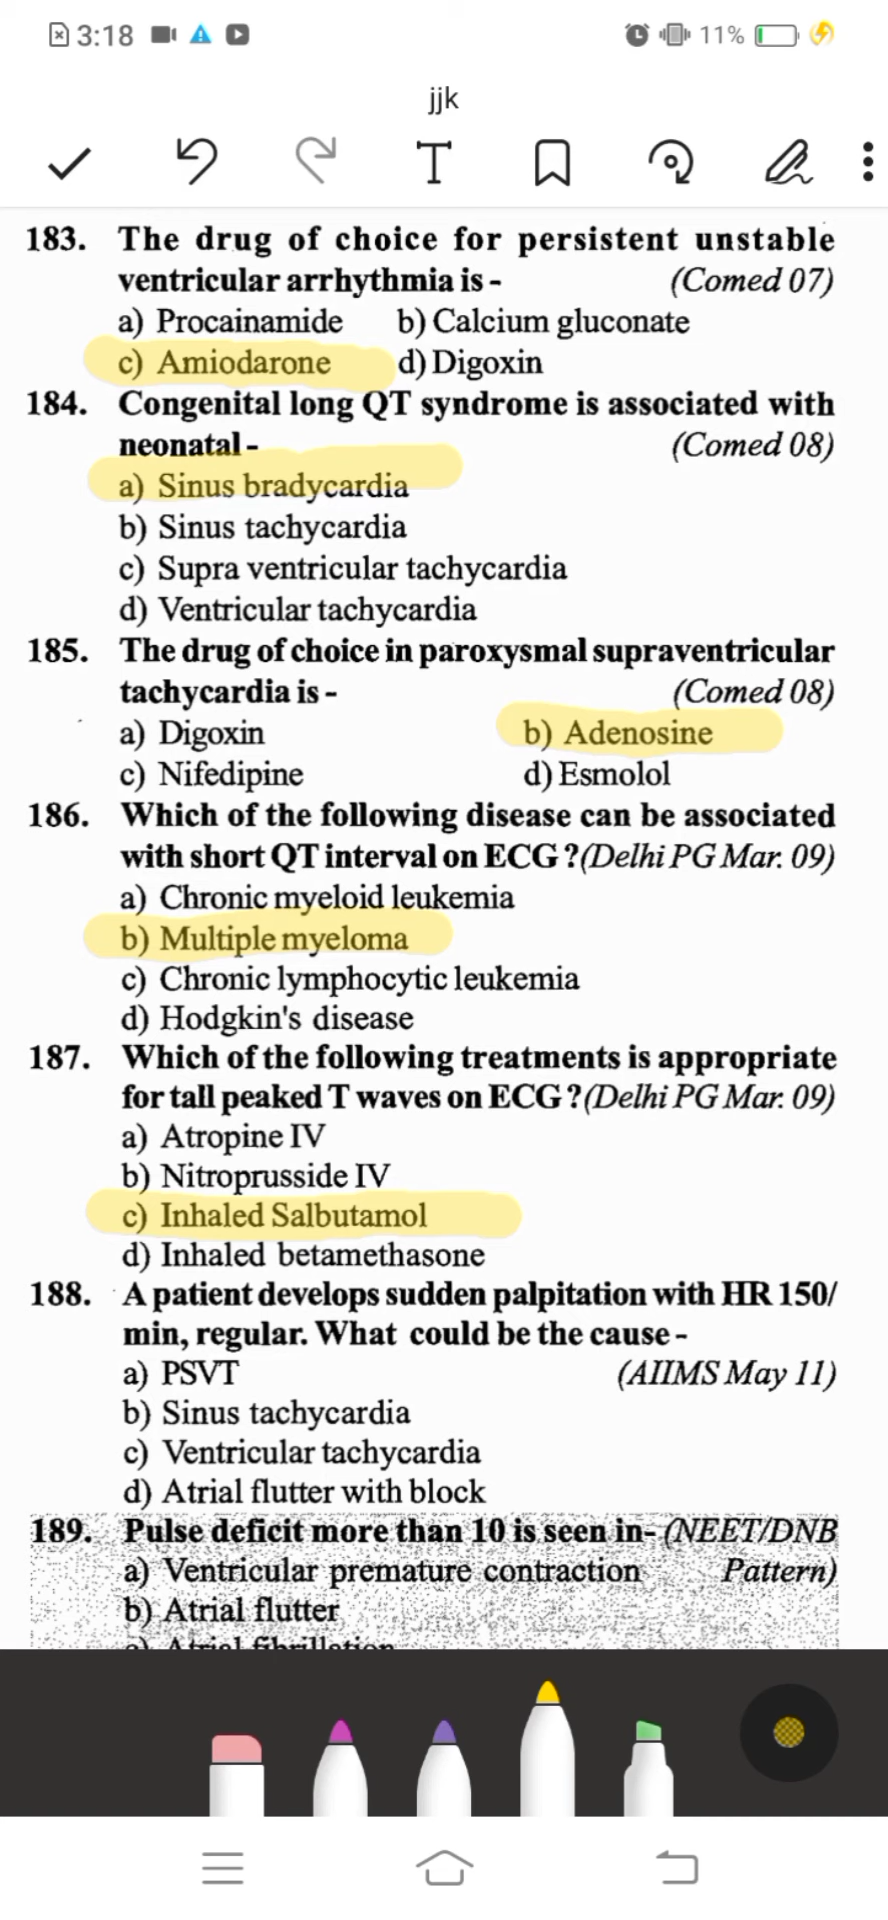 3:18
11%
jjk
T
183. The drug of choice for persistent unstable
ventricular arrhythmia is - (Comed 07)
a) Procainamide b) Calcium gluconate
c) Amiodarone d) Digoxin
184. Congenital long QT syndrome is associated with
neonatal - (Comed 08)
a) Sinus bradycardia
b) Sinus tachycardia
c) Supra ventricular tachycardia
d) Ventricular tachycardia
185. The drug of choice in paroxysmal supraventricular
tachycardia is - (Comed 08)
a) Digoxin b) Adenosine
c) Nifedipine d) Esmolol
186. Which of the following disease can be associated
with short QT interval on ECG ? (Delhi PG Mar. 09)
a) Chronic myeloid leukemia
b) Multiple myeloma
c) Chronic lymphocytic leukemia
d) Hodgkin's disease
187. Which of the following treatments is appropriate
for tall peaked T waves on ECG ? (Delhi PG Mar. 09)
a) Atropine IV
b) Nitroprusside IV
c) Inhaled Salbutamol
d) Inhaled betamethasone
188. A patient develops sudden palpitation with HR 150/
min, regular. What could be the cause -
a) PSVT (AIIMS May 11)
b) Sinus tachycardia
c) Ventricular tachycardia
d) Atrial flutter with block
189. Pulse deficit more than 10 is seen in- (NEET/DNB
a) Ventricular premature contraction Pattern)
b) Atrial flutter
c) Atrial fibrillation